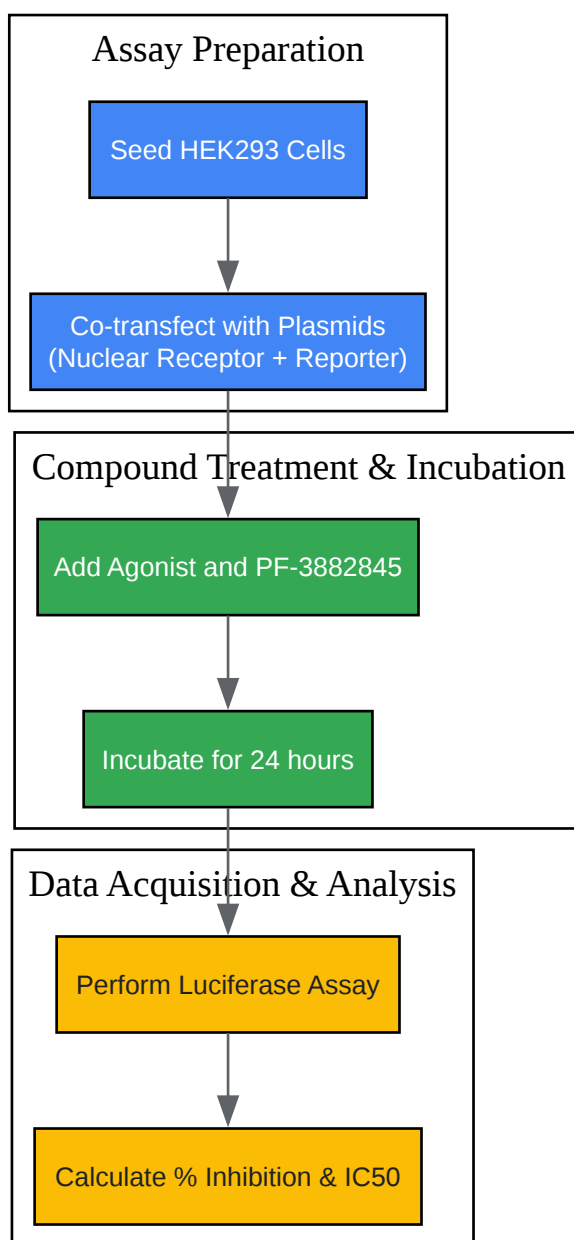 Assay Preparation
Seed HEK293 Cells
Co-transfect with Plasmids
(Nuclear Receptor + Reporter)
Compound Treatment & Incubation
Add Agonist and PF-3882845
Incubate for 24 hours
Data Acquisition & Analysis
Perform Luciferase Assay
Calculate % Inhibition & IC50